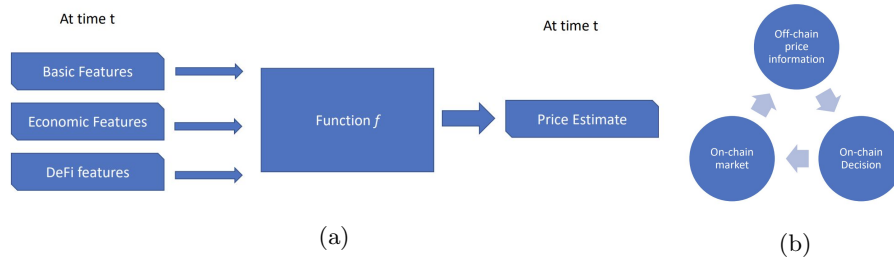 At time t
Basic Features
Economic Features
DeFi features
Function f
At time t
Price Estimate
(a)
Off-chain
price
information
On-chain
Decision
On-chain
market
(b)